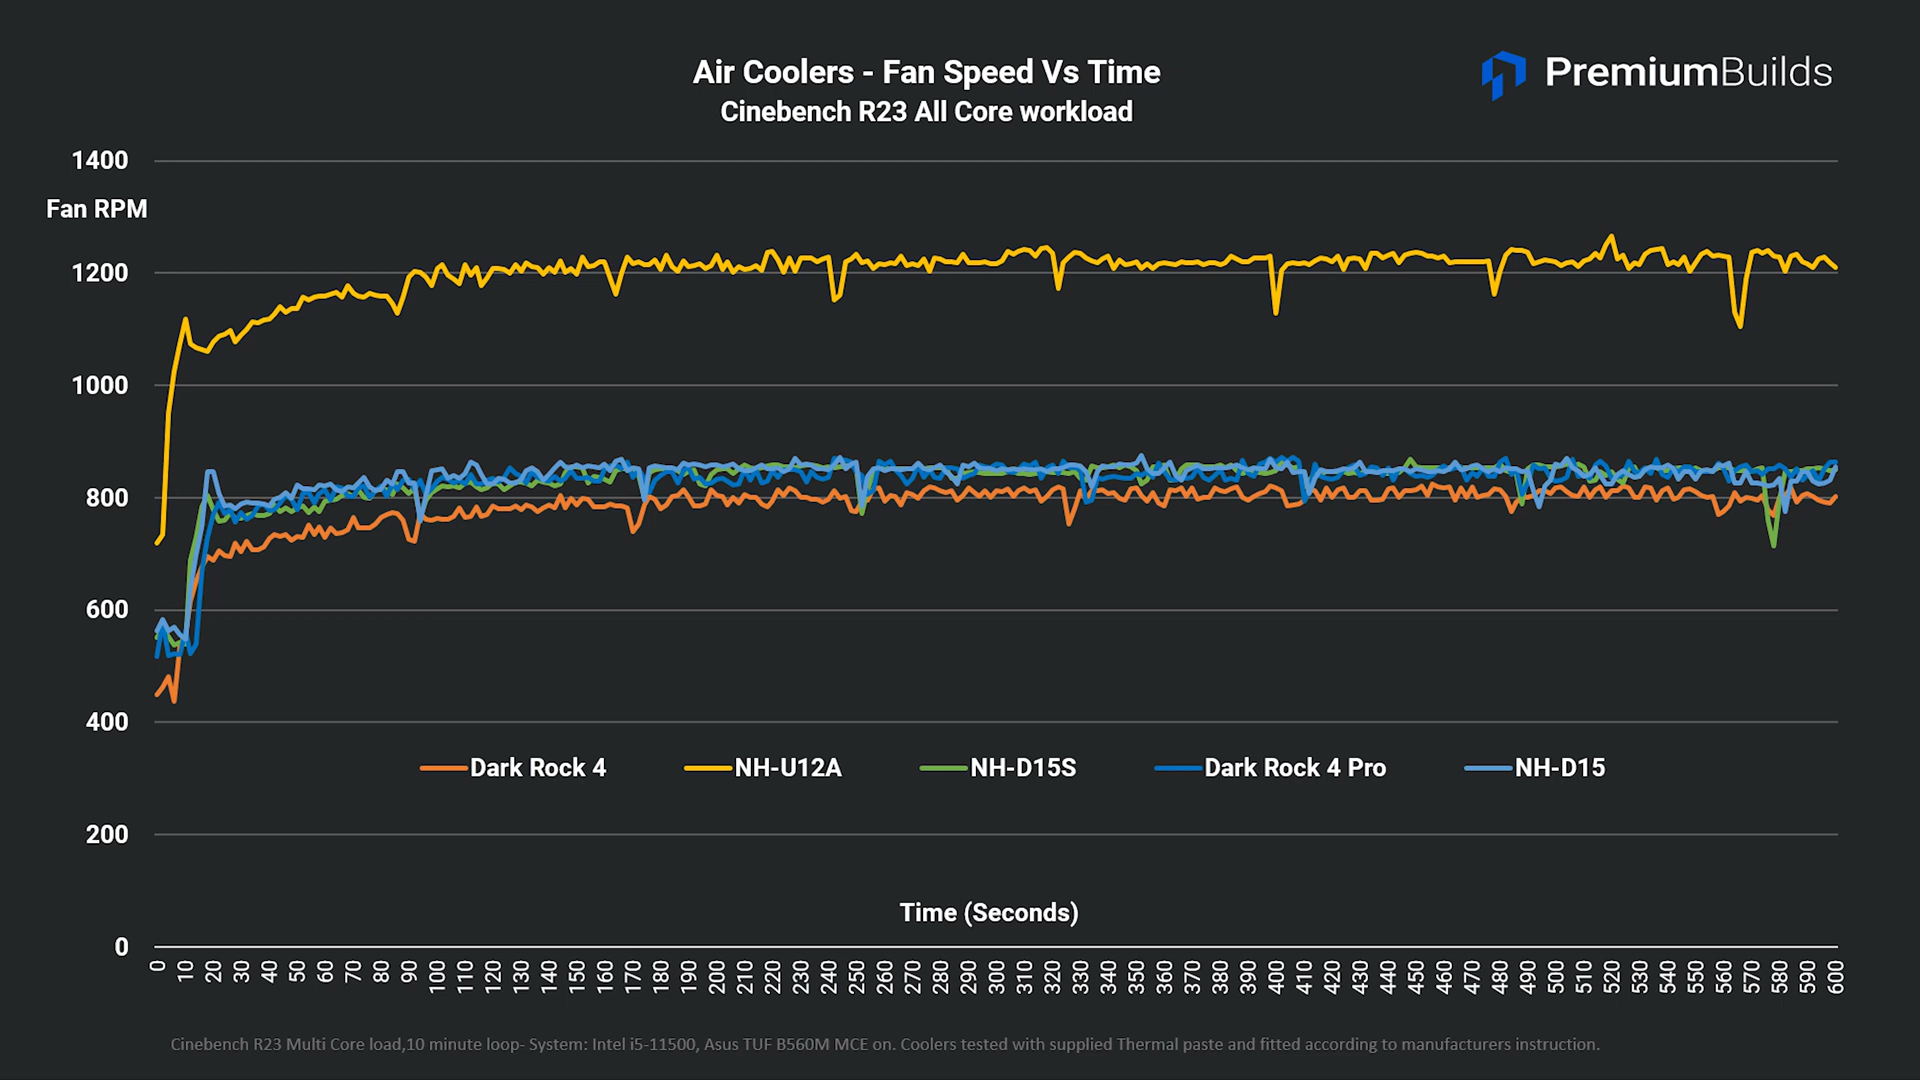 Air Coolers - Fan Speed Vs Time
Cinebench R23 All Core workload
PremiumBuilds
1400
Fan RPM
1200
1000
800
600
400
Dark Rock 4 NH-U12A NH-D15S Dark Rock 4 Pro NH-D15
200
Time (Seconds)
0
0 10 20 30 40 50 60 70 80 90 100 110 120 130 140 150 160 170 180 190 200 210 220 230 240 250 260 270 280 290 300 310 320 330 340 350 360 370 380 390 400 410 420 430 440 450 460 470 480 490 500 510 520 530 540 550 560 570 580 590 600
Cinebench R23 Multi Core load,10 minute loop- System: Intel i5-11500, Asus TUF B560M MCE on. Coolers tested with supplied Thermal paste and fitted according to manufacturers instruction.